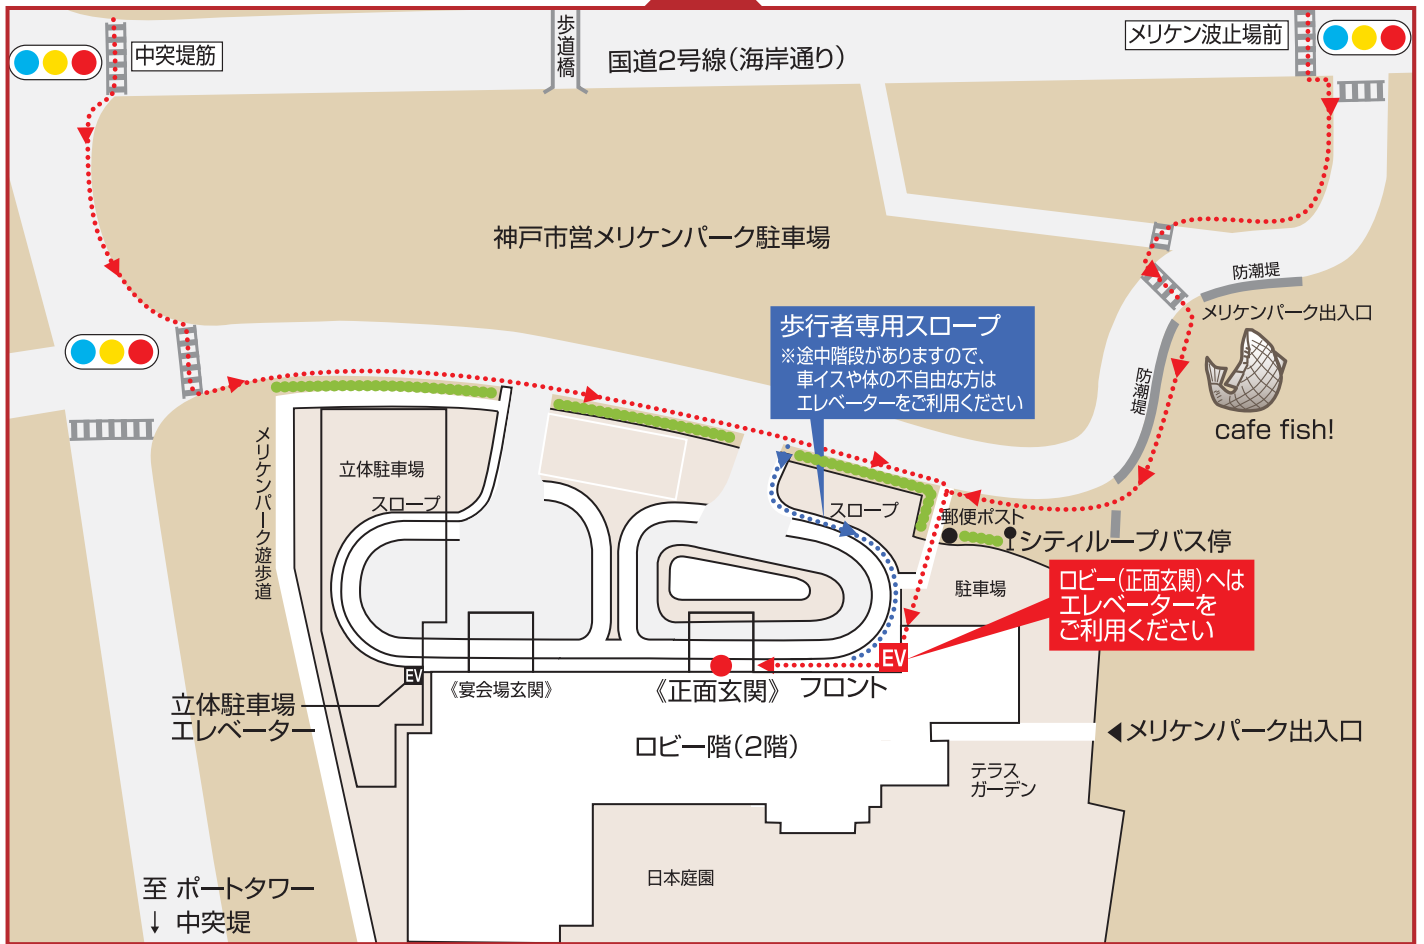 中突堤筋
歩道橋
国道2号線(海岸通り)
メリケン波止場前
神戸市営メリケンパーク駐車場
防潮堤
メリケンパーク出入口
歩行者専用スロープ
※途中階段がありますので、
車イスや体の不自由な方は
エレベーターをご利用ください
防潮堤
cafe fish!
メリケンパーク遊歩道
立体駐車場
スロープ
スロープ
郵便ポスト
シティループバス停
駐車場
ロビー(正面玄関)へは
エレベーターを
ご利用ください
EV
EV
《宴会場玄関》
《正面玄関》
フロント
立体駐車場
エレベーター
ロビー階(2階)
◀メリケンパーク出入口
テラス
ガーデン
日本庭園
至 ポートタワー
↓ 中突堤